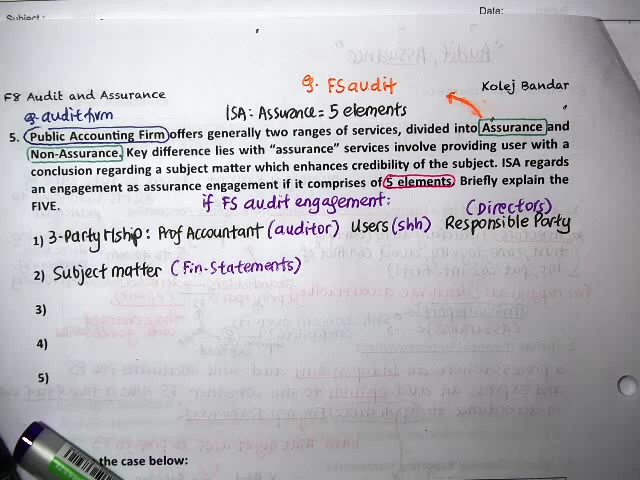 Date:
Subject:
eg. FS audit
F8 Audit and Assurance
Kolej Bandar
eg audit firm
ISA: Assurance = 5 elements
5. Public Accounting Firm offers generally two ranges of services, divided into Assurance and
Non-Assurance. Key difference lies with “assurance” services involve providing user with a
conclusion regarding a subject matter which enhances credibility of the subject. ISA regards
an engagement as assurance engagement if it comprises of 5 elements. Briefly explain the
FIVE.
if FS audit engagement:
(Directors)
1) 3-Party r/ship: Prof Accountant (auditor) Users (shh) Responsible Party
2) Subject matter (Fin-Statements)
3)
4)
5)
the case below: